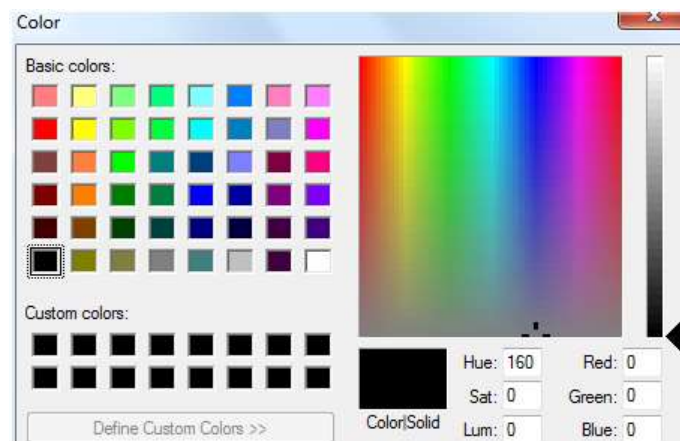 Color
Basic colors:
Custom colors:
Define Custom Colors >>
Color|Solid
Hue: 160
Sat: 0
Lum: 0
Red: 0
Green: 0
Blue: 0